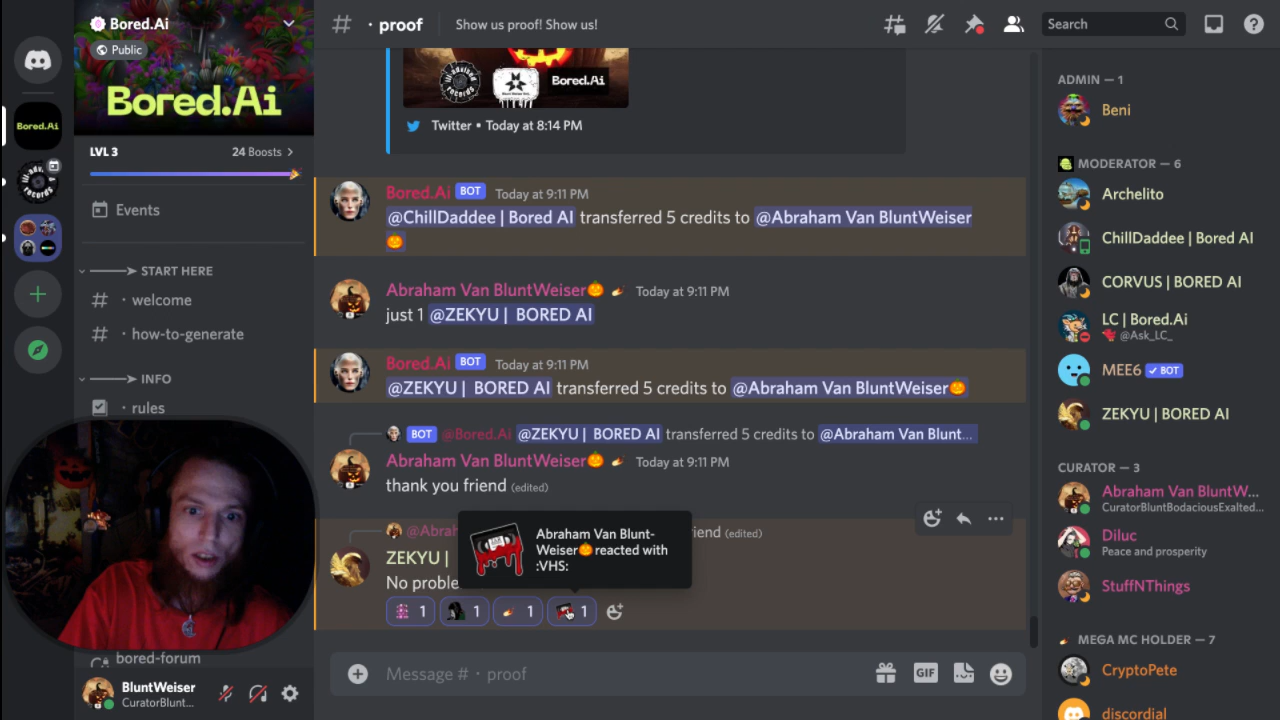 Bored.Ai
Public
Bored.Ai
LVL 3
24 Boosts
Bored.Ai
Events
START HERE
# · welcome
# · how-to-generate
INFO
· rules
bored-forum
BluntWeiser
CuratorBlunt...
# · proof
Show us proof! Show us!
Search
Bored.Ai
Twitter • Today at 8:14 PM
Bored.Ai BOT Today at 9:11 PM
@ChillDaddee | Bored AI transferred 5 credits to @Abraham Van BluntWeiser
🎃
Abraham Van BluntWeiser🎃 Today at 9:11 PM
just 1 @ZEKYU | BORED AI
Bored.Ai BOT Today at 9:11 PM
@ZEKYU | BORED AI transferred 5 credits to @Abraham Van BluntWeiser🎃
BOT @Bored.Ai @ZEKYU | BORED AI transferred 5 credits to @Abraham Van Blunt...
Abraham Van BluntWeiser🎃 Today at 9:11 PM
thank you friend (edited)
@Abra
iend (edited)
ZEKYU |
No proble
Abraham Van Blunt-
Weiser🎃 reacted with
:VHS:
1 1 1 1
Message # · proof
GIF
ADMIN — 1
Beni
MODERATOR — 6
Archelito
ChillDaddee | Bored AI
CORVUS | BORED AI
LC | Bored.Ai
@Ask_LC_
MEE6 ✓ BOT
ZEKYU | BORED AI
CURATOR — 3
Abraham Van BluntW...
CuratorBluntBodaciousExalted...
Diluc
Peace and prosperity
StuffNThings
MEGA MC HOLDER — 7
CryptoPete
discordial